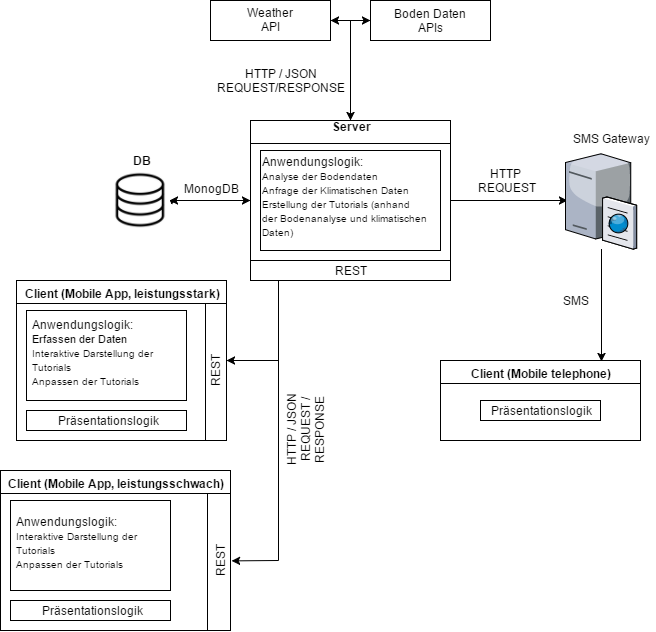 Weather
API
Boden Daten
APIs
HTTP / JSON
REQUEST/RESPONSE
Server
Anwendungslogik:
Analyse der Bodendaten
Anfrage der Klimatischen Daten
Erstellung der Tutorials (anhand
der Bodenanalyse und klimatischen
Daten)
REST
DB
MonogDB
HTTP
REQUEST
SMS Gateway
SMS
Client (Mobile App, leistungsstark)
Anwendungslogik:
Erfassen der Daten
Interaktive Darstellung der
Tutorials
Anpassen der Tutorials
Präsentationslogik
REST
HTTP / JSON
REQUEST /
RESPONSE
Client (Mobile telephone)
Präsentationslogik
Client (Mobile App, leistungsschwach)
Anwendungslogik:
Interaktive Darstellung der
Tutorials
Anpassen der Tutorials
Präsentationslogik
REST